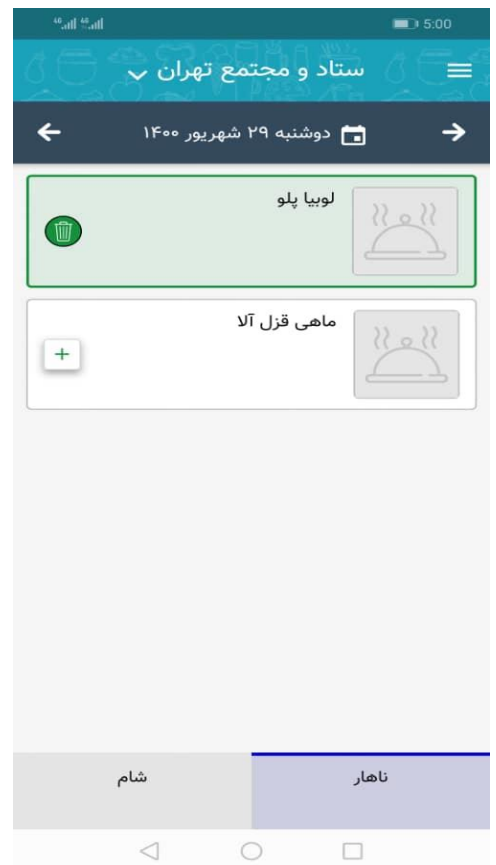 5:00
ستاد و مجتمع تهران
دوشنبه ۲۹ شهریور ۱۴۰۰
لوبیا پلو
ماهی قزل آلا
+
ناهار
شام